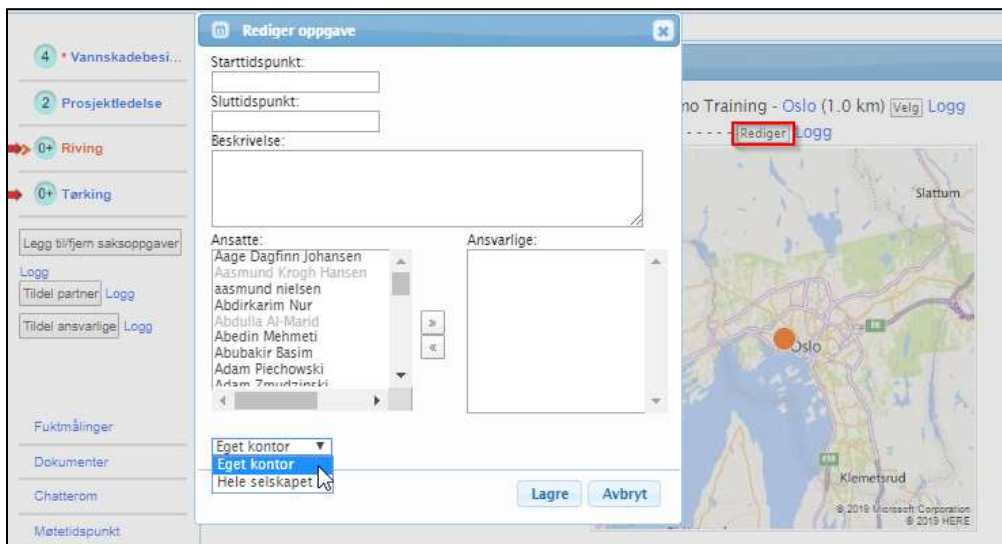 4 * Vannskadebesi...
2 Prosjektledelse
0+ Riving
0+ Tørking
Legg til/fjern saksoppgaver
Logg
Tildel partner Logg
Tildel ansvarlige Logg
Fuktmålinger
Dokumenter
Chatterom
Møtetidspunkt
Rediger oppgave
Starttidspunkt:
Sluttidspunkt:
Beskrivelse:
Ansatte:
Aage Dagfinn Johansen
Aasmund Krogh Hansen
aasmund nielsen
Abdirkarim Nur
Abdulla Al-Marid
Abedin Mehmeti
Abubakir Basim
Adam Piechowski
Adam Zmudzinski
Ansvarlige:
» 
«
Eget kontor
Eget kontor
Hele selskapet
Lagre Avbryt
mo Training - Oslo (1.0 km) Velg Logg
- - - - - Rediger Logg
Slattum
Oslo
Klemetsrud
© 2019 Microsoft Corporation
© 2019 HERE